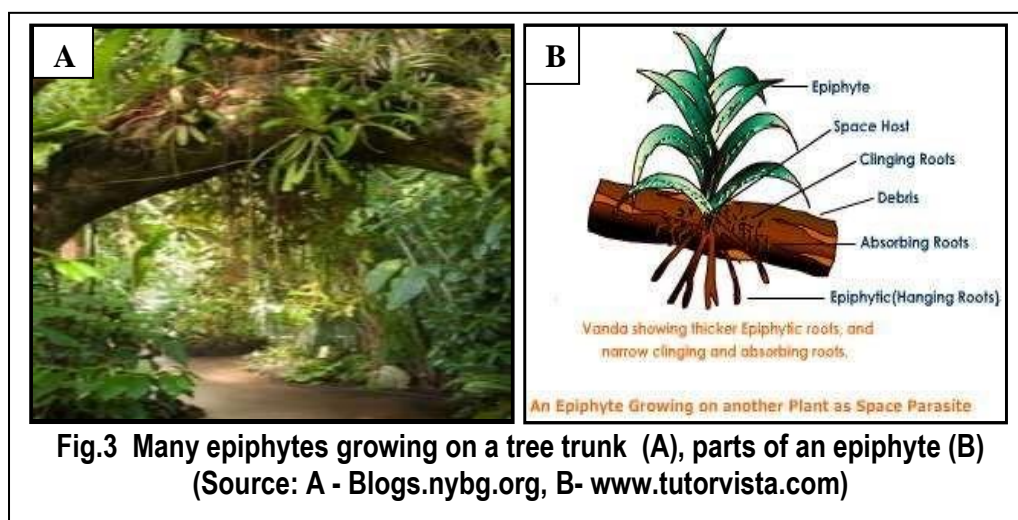 A
B
Epiphyte
Space Host
Clinging Roots
Debris
Absorbing Roots
Epiphytic(Hanging Roots)
Vanda showing thicker Epiphytic roots, and
narrow clinging and absorbing roots.
An Epiphyte Growing on another Plant as Space Parasite
Fig.3 Many epiphytes growing on a tree trunk (A), parts of an epiphyte (B)
(Source: A - Blogs.nybg.org, B- www.tutorvista.com)